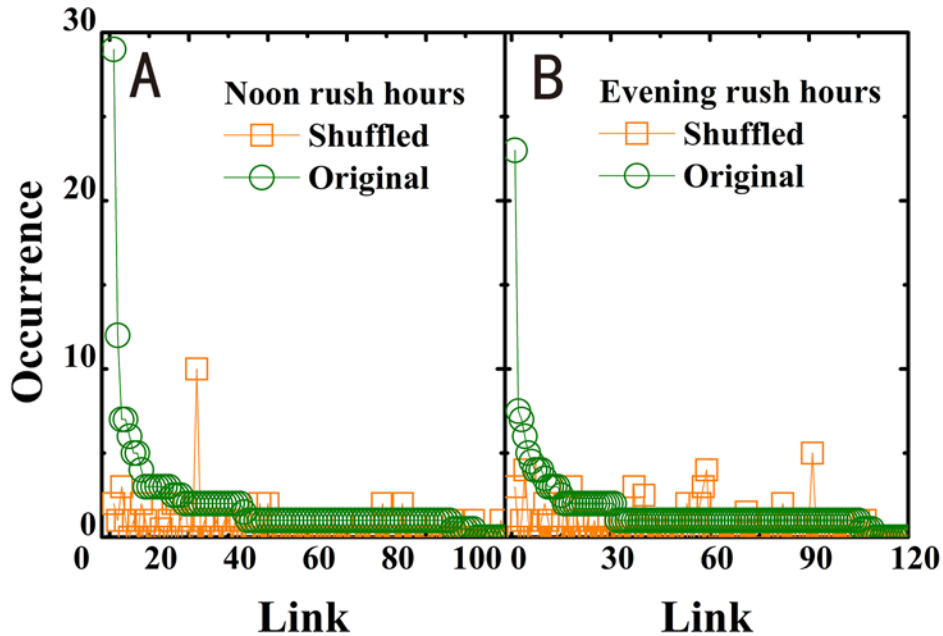 A
Noon rush hours
Shuffled
Original
B
Evening rush hours
Shuffled
Original
Occurrence
30
20
10
0
0 20 40 60 80 100
0 30 60 90 120
Link
Link